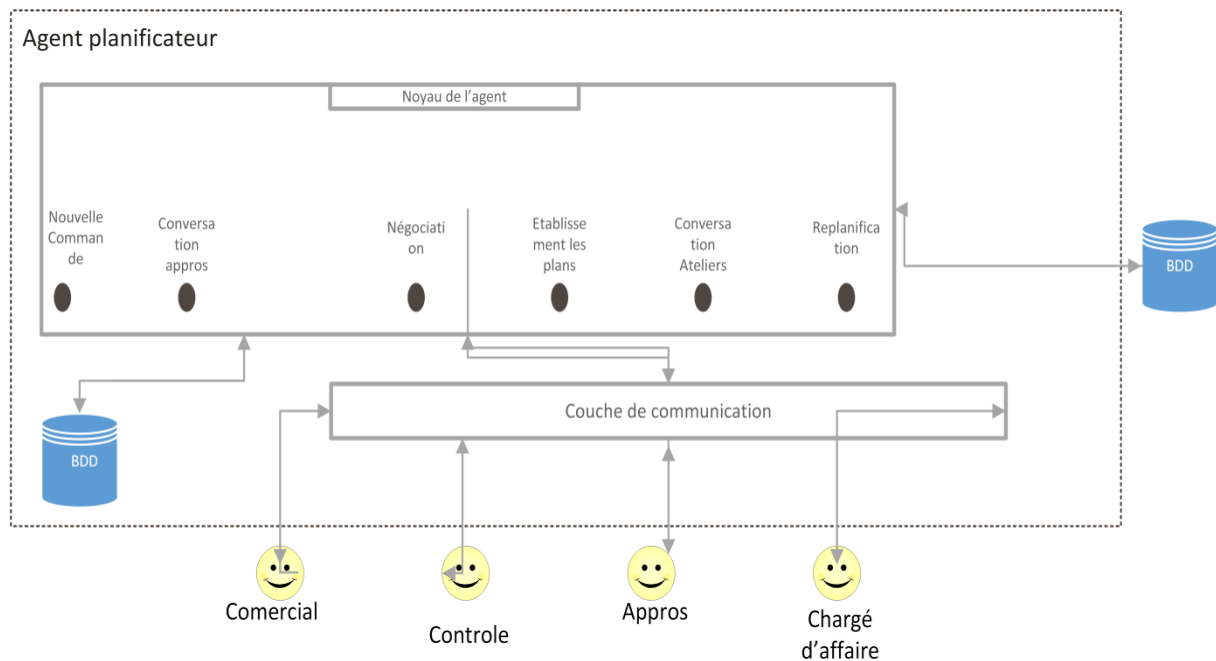 Agent planificateur
Noyau de l’agent
Nouvelle
Comman
de
Conversa
tion
appros
Négociati
on
Etablisse
ment les
plans
Conversa
tion
Ateliers
Replanifica
tion
BDD
Couche de communication
BDD
Comercial
Controle
Appros
Chargé
d’affaire